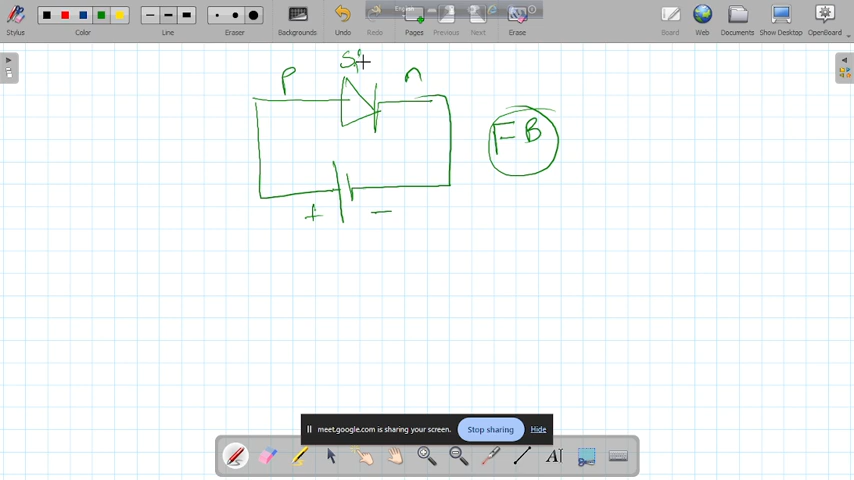 Stylus
Color
Line
Eraser
Backgrounds
Undo
Redo
Pages
Previous
Next
Erase
English
Board
Web
Documents
Show Desktop
OpenBoard
Si
P
n
FB
+ −
meet.google.com is sharing your screen.
Stop sharing
Hide